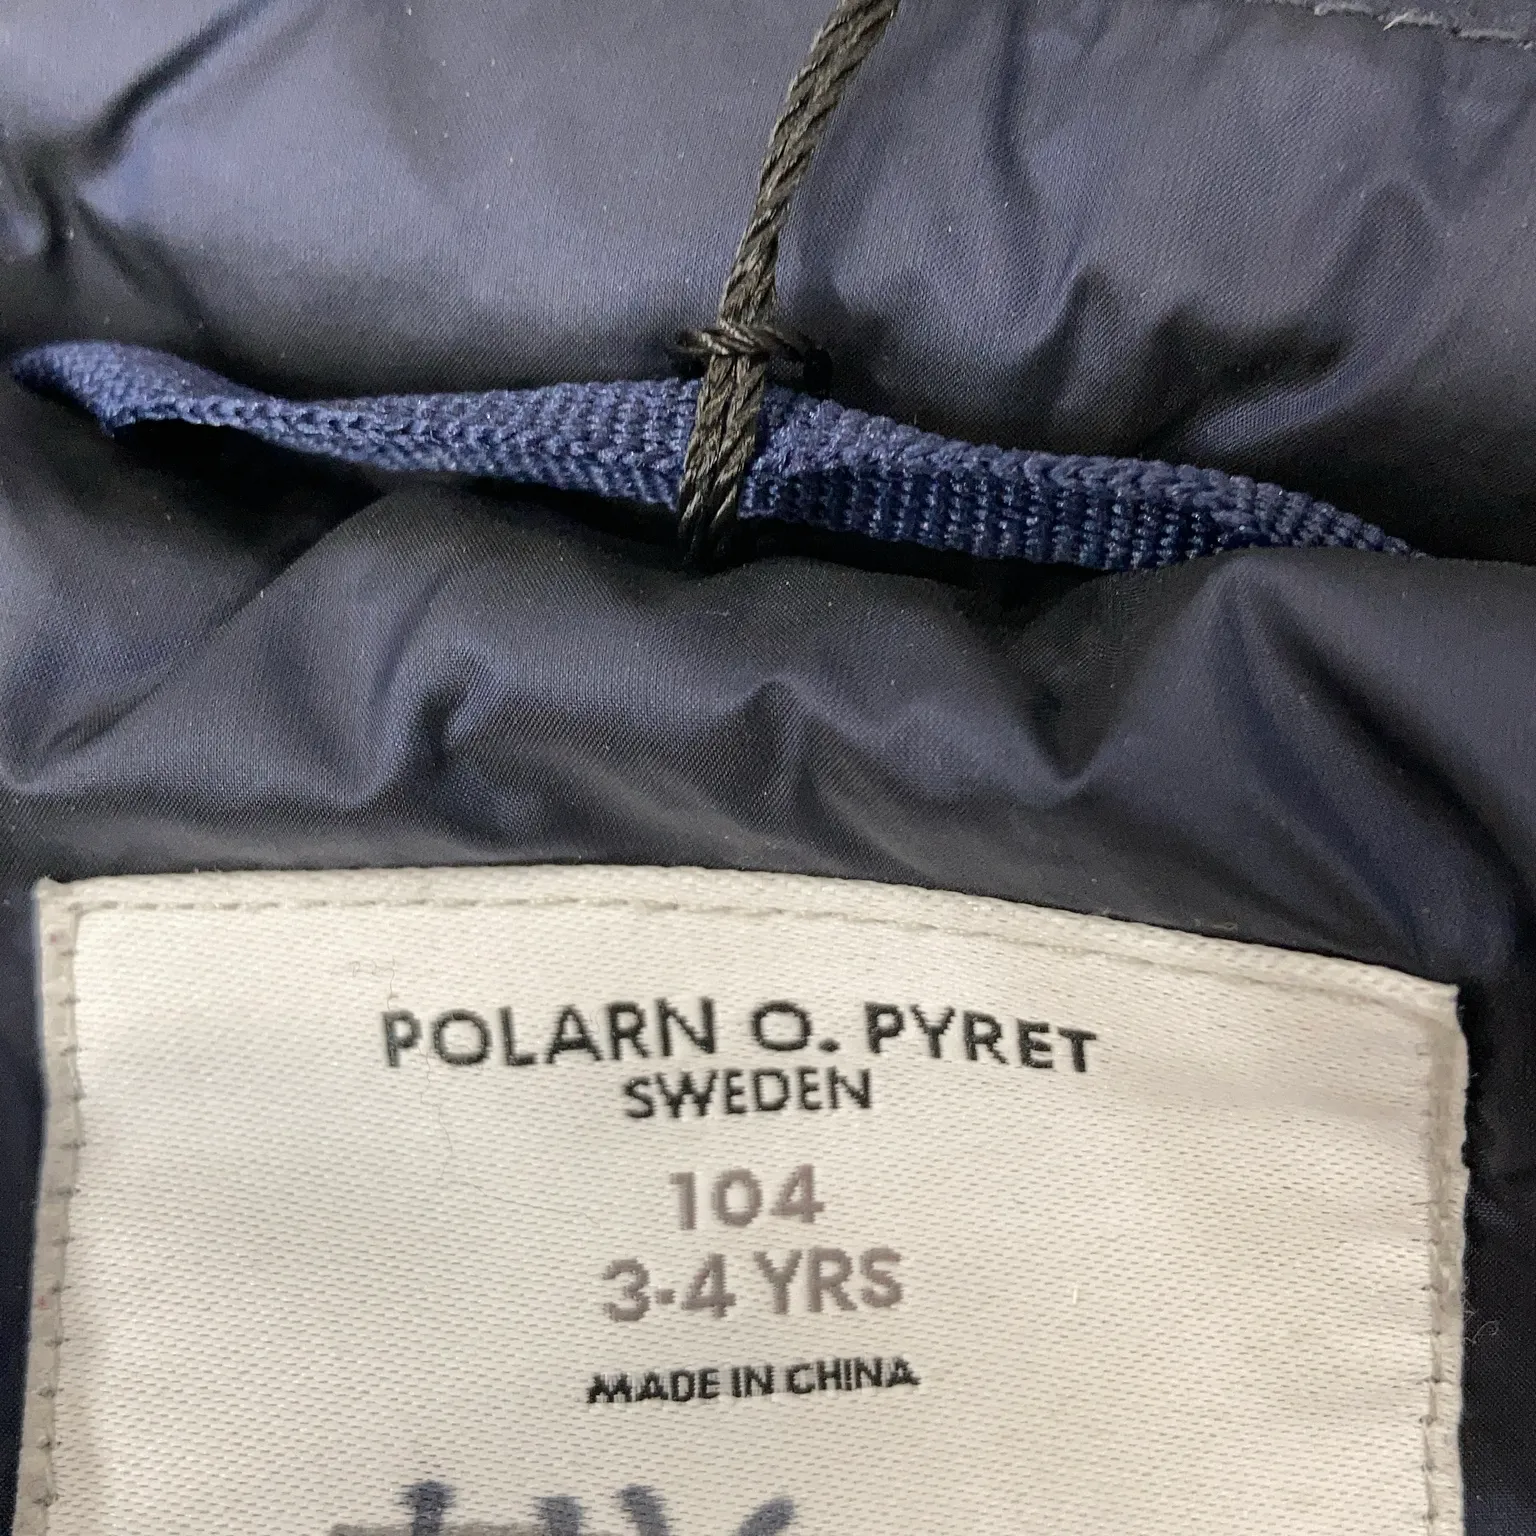 POLARN O. PYRET
SWEDEN
104
3-4 YRS
MADE IN CHINA